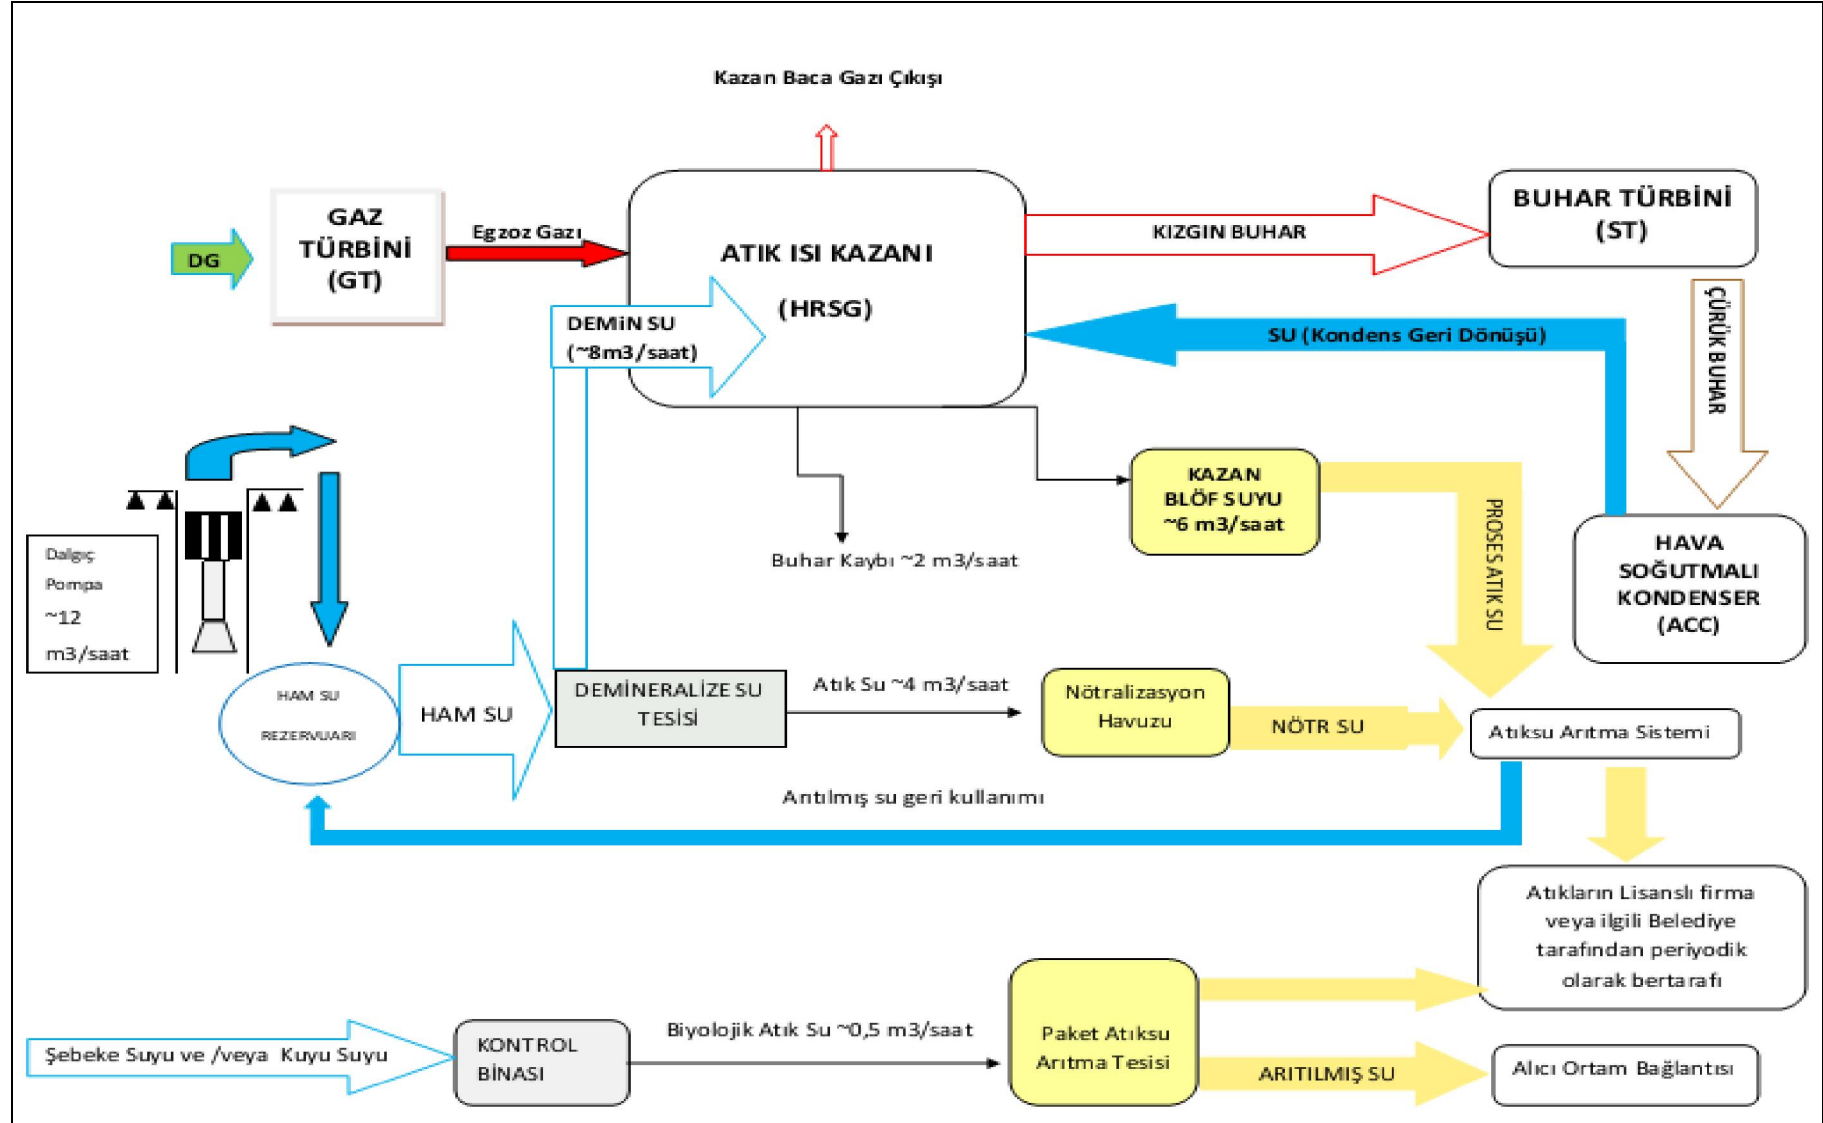 Kazan Baca Gazı Çıkışı
GAZ
TÜRBİNİ
(GT)
DG
Egzoz Gazı
ATIK ISI KAZANI
(HRSG)
KIZGIN BUHAR
BUHAR TÜRBİNİ
(ST)
DEMiN SU
(~8m3/saat)
SU (Kondens Geri Dönüşü)
ÇÜRÜK BUHAR
KAZAN
BLÖF SUYU
~6 m3/saat
PROSES ATIK SU
HAVA
SOĞUTMALI
KONDENSER
(ACC)
Buhar Kaybı ~2 m3/saat
Dalgıç
Pompa
~12
m3/saat
HAM SU
REZERVUARI
HAM SU
DEMİNERALİZE SU
TESİSİ
Atık Su ~4 m3/saat
Nötralizasyon
Havuzu
NÖTR SU
Atıksu Arıtma Sistemi
Arıtılmış su geri kullanımı
Atıkların Lisanslı firma
veya ilgili Belediye
tarafından periyodik
olarak bertarafı
Şebeke Suyu ve /veya Kuyu Suyu
KONTROL
BİNASI
Biyolojik Atık Su ~0,5 m3/saat
Paket Atıksu
Arıtma Tesisi
ARITILMIŞ SU
Alıcı Ortam Bağlantısı